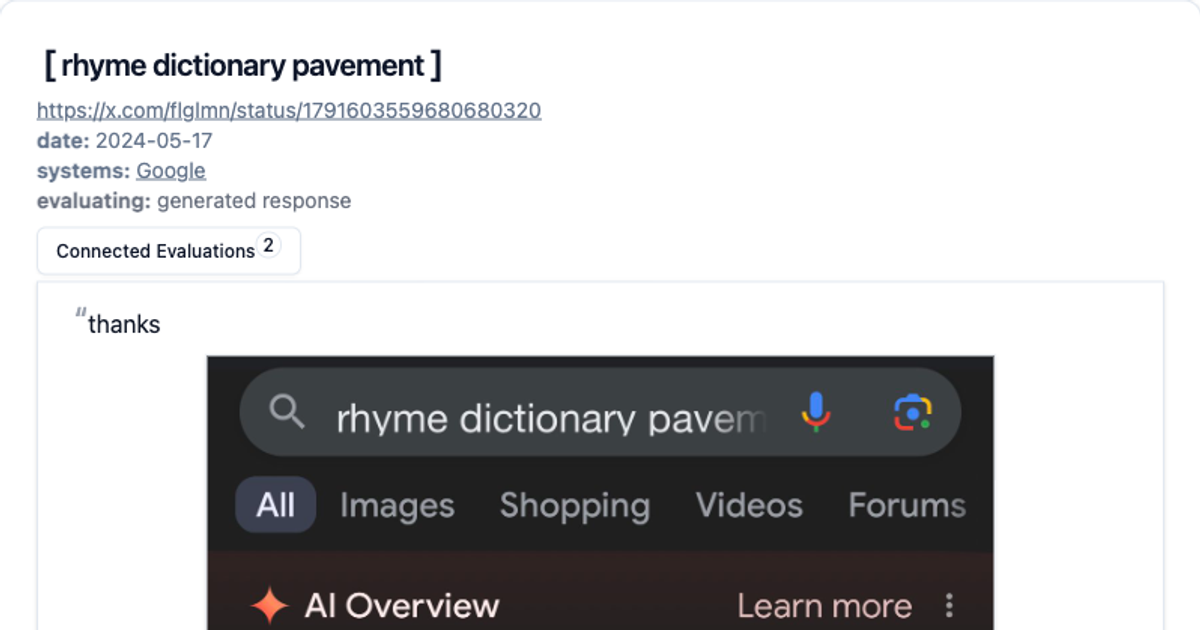 [ rhyme dictionary pavement ]
https://x.com/flglmn/status/1791603559680680320
date: 2024-05-17
systems: Google
evaluating: generated response
Connected Evaluations 2
“thanks
rhyme dictionary pavem
All Images Shopping Videos Forums
AI Overview Learn more